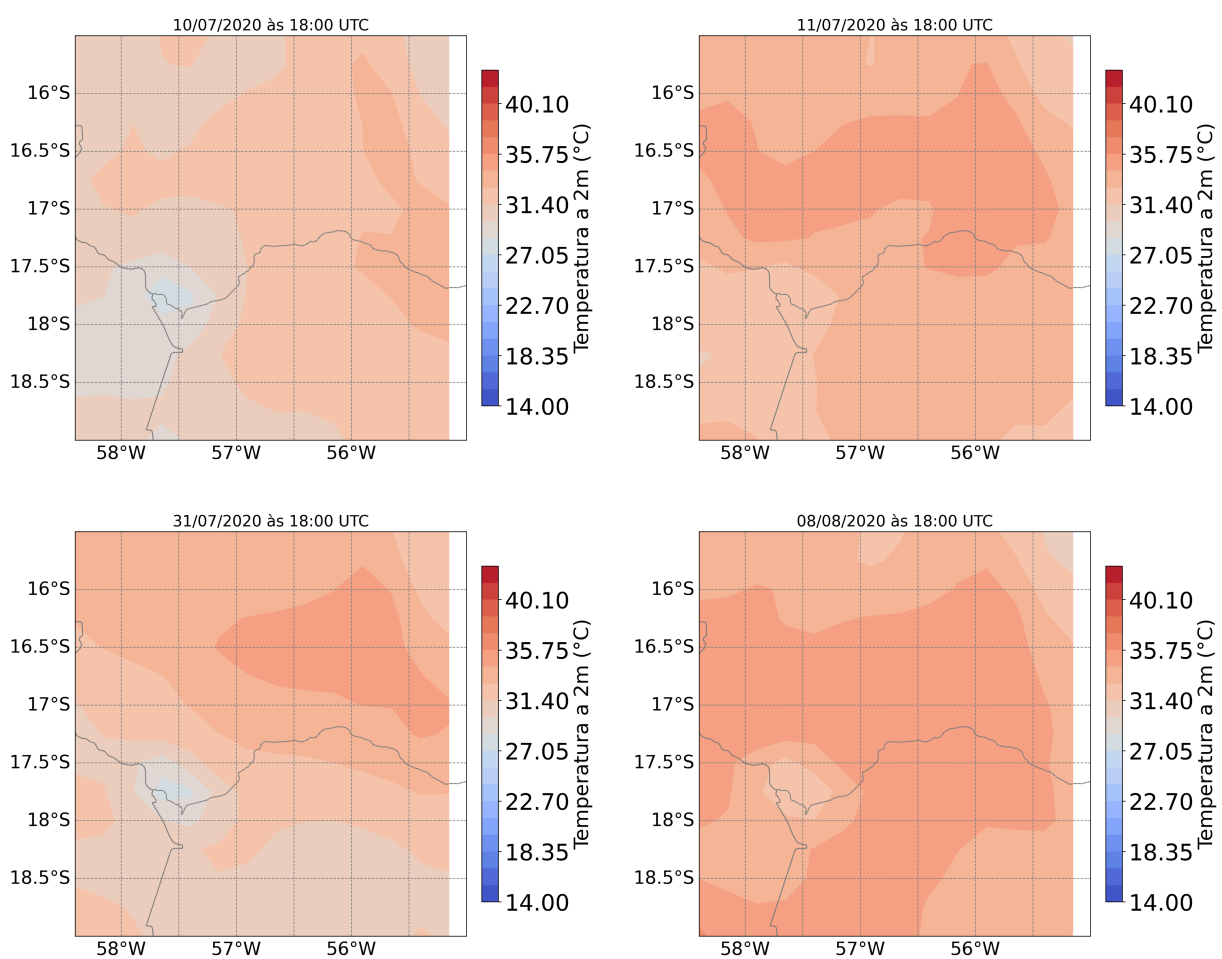 10/07/2020 às 18:00 UTC
16°S
16.5°S
17°S
17.5°S
18°S
18.5°S
58°W 57°W 56°W
40.10
35.75
31.40
27.05
22.70
18.35
14.00
Temperatura a 2m (°C)
11/07/2020 às 18:00 UTC
16°S
16.5°S
17°S
17.5°S
18°S
18.5°S
58°W 57°W 56°W
40.10
35.75
31.40
27.05
22.70
18.35
14.00
Temperatura a 2m (°C)
31/07/2020 às 18:00 UTC
16°S
16.5°S
17°S
17.5°S
18°S
18.5°S
58°W 57°W 56°W
40.10
35.75
31.40
27.05
22.70
18.35
14.00
Temperatura a 2m (°C)
08/08/2020 às 18:00 UTC
16°S
16.5°S
17°S
17.5°S
18°S
18.5°S
58°W 57°W 56°W
40.10
35.75
31.40
27.05
22.70
18.35
14.00
Temperatura a 2m (°C)